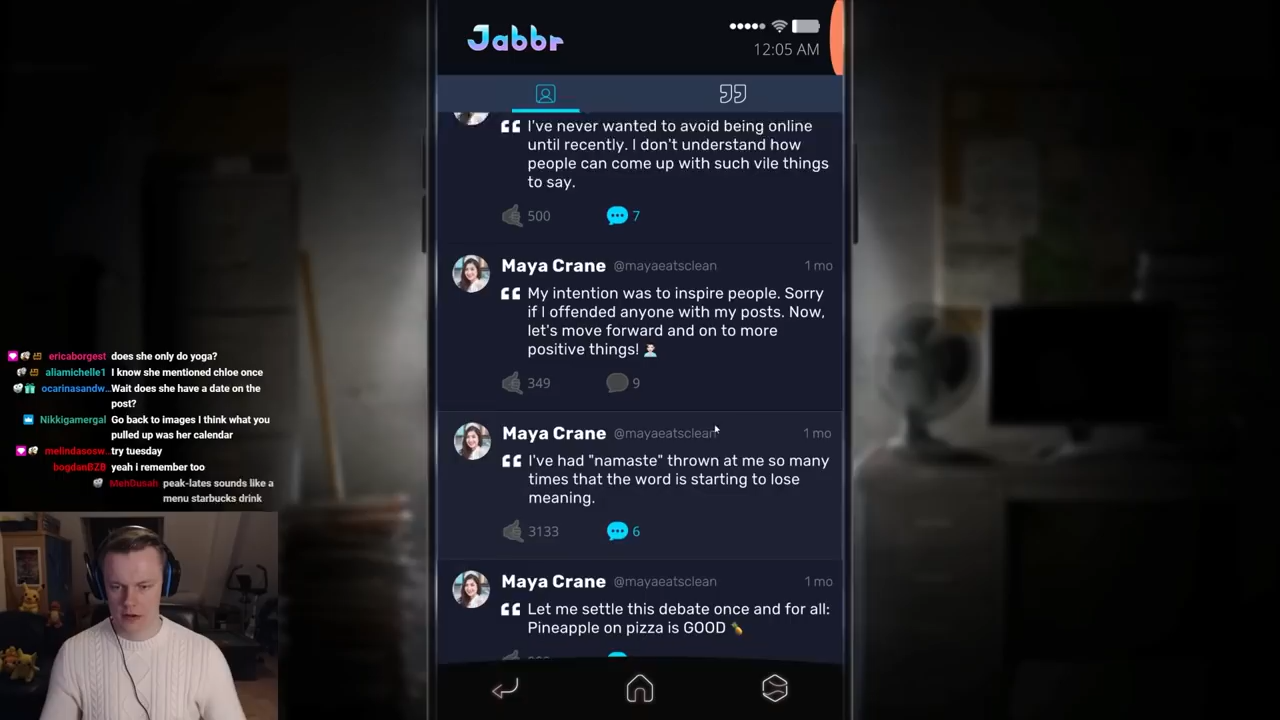 Jabbr
12:05 AM
I've never wanted to avoid being online
until recently. I don't understand how
people can come up with such vile things
to say.
500
7
Maya Crane @mayaeatsclean 1 mo
My intention was to inspire people. Sorry
if I offended anyone with my posts. Now,
let's move forward and on to more
positive things!
349
9
Maya Crane @mayaeatsclean 1 mo
I've had "namaste" thrown at me so many
times that the word is starting to lose
meaning.
3133
6
Maya Crane @mayaeatsclean 1 mo
Let me settle this debate once and for all:
Pineapple on pizza is GOOD
ericaborgest does she only do yoga?
aliamichelle1 I know she mentioned chloe once
ocarinasandw... Wait does she have a date on the
post?
Nikkigamergal Go back to images I think what you
pulled up was her calendar
melindasosw... try tuesday
bogdanBZB yeah i remember too
MehDusah peak-lates sounds like a
menu starbucks drink